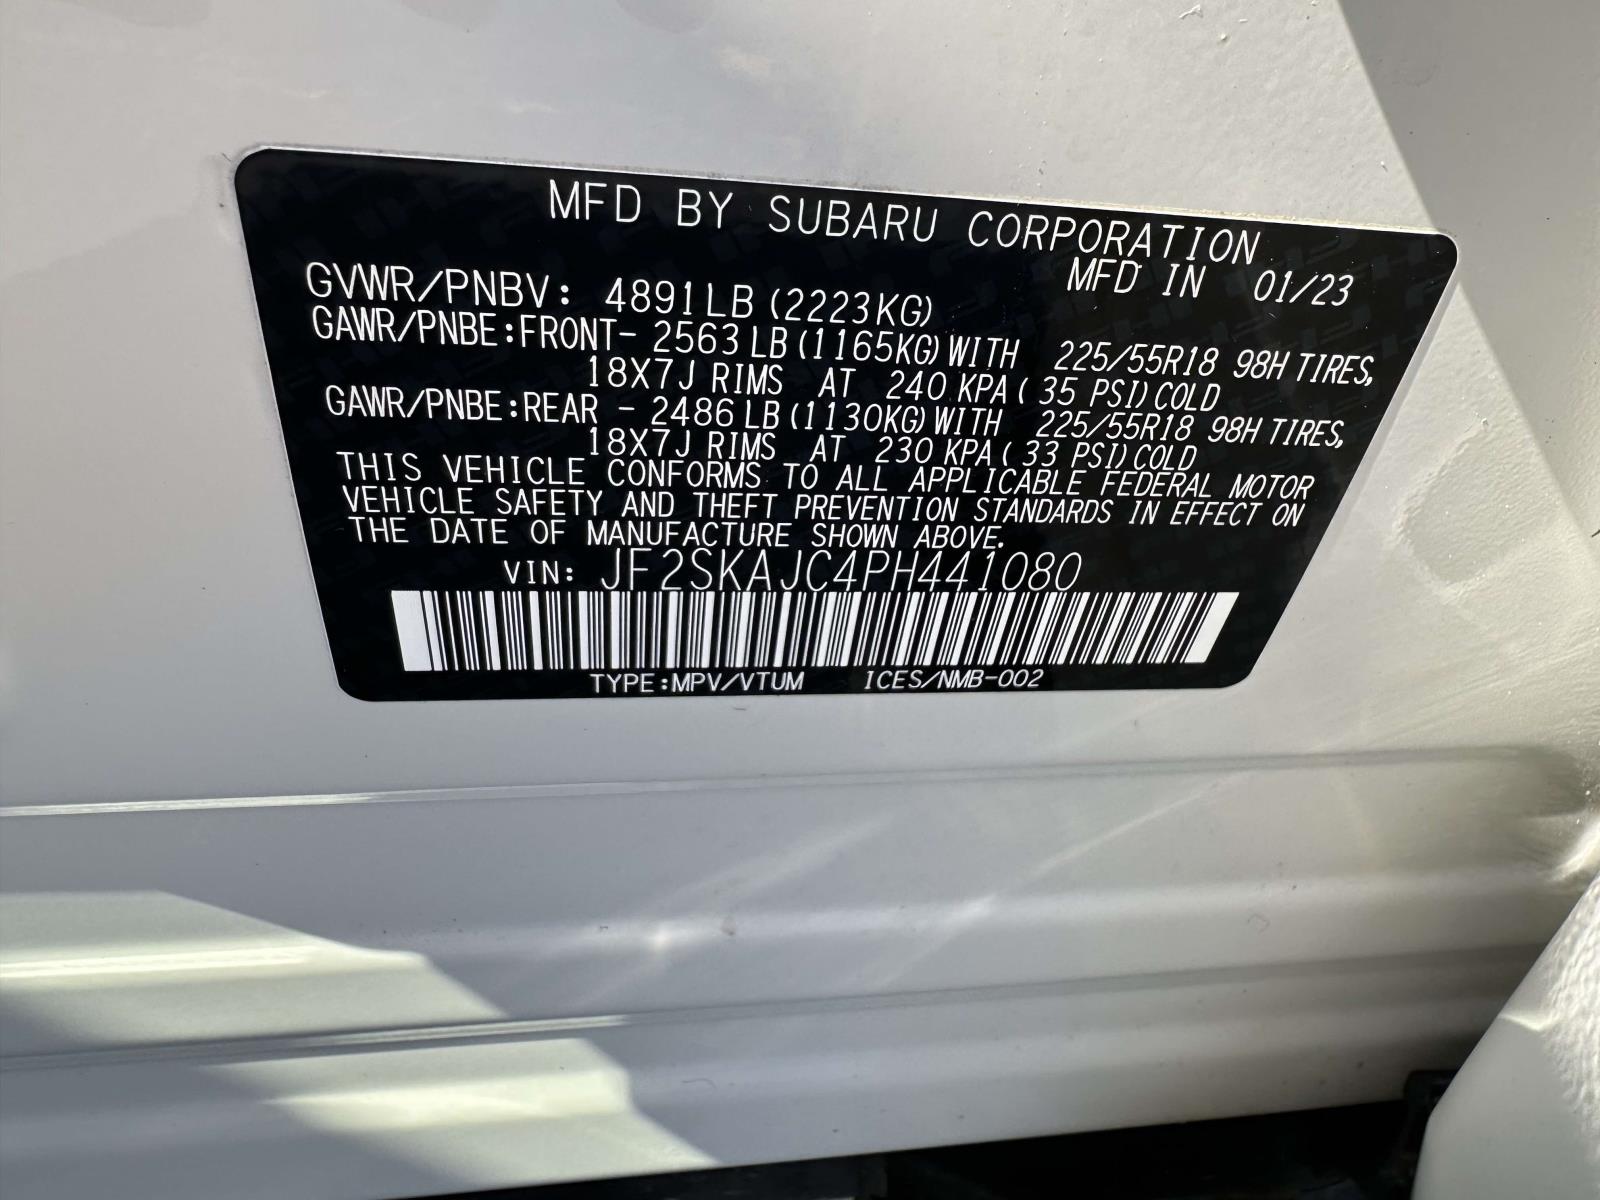 MFD BY SUBARU CORPORATION
MFD IN 01/23
GVWR/PNBV: 4891LB (2223KG)
GAWR/PNBE:FRONT- 2563 LB (1165KG) WITH 225/55R18 98H TIRES,
18X7J RIMS AT 240 KPA ( 35 PSI) COLD
GAWR/PNBE:REAR - 2486 LB (1130KG) WITH 225/55R18 98H TIRES,
18X7J RIMS AT 230 KPA ( 33 PSI) COLD
THIS VEHICLE CONFORMS TO ALL APPLICABLE FEDERAL MOTOR
VEHICLE SAFETY AND THEFT PREVENTION STANDARDS IN EFFECT ON
THE DATE OF MANUFACTURE SHOWN ABOVE.
VIN: JF2SKAJC4PH441080
TYPE:MPV/VTUM ICES/NMB-002